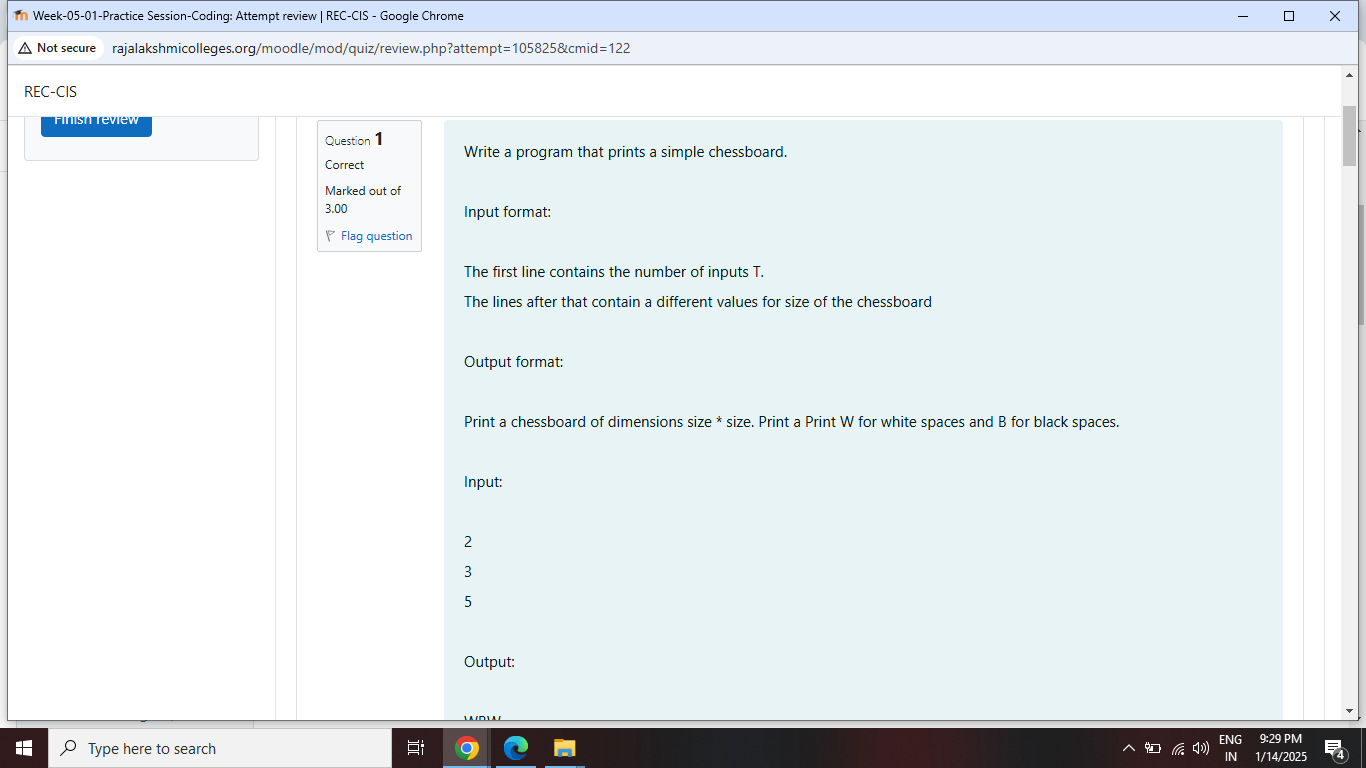 Week-05-01-Practice Session-Coding: Attempt review | REC-CIS - Google Chrome
Not secure rajalakshmicolleges.org/moodle/mod/quiz/review.php?attempt=105825&cmid=122
REC-CIS
Finish review
Question 1
Correct
Marked out of
3.00
Flag question
Write a program that prints a simple chessboard.
Input format:
The first line contains the number of inputs T.
The lines after that contain a different values for size of the chessboard
Output format:
Print a chessboard of dimensions size * size. Print a Print W for white spaces and B for black spaces.
Input:
2
3
5
Output:
WBW
Type here to search
ENG
IN
9:29 PM
1/14/2025
4